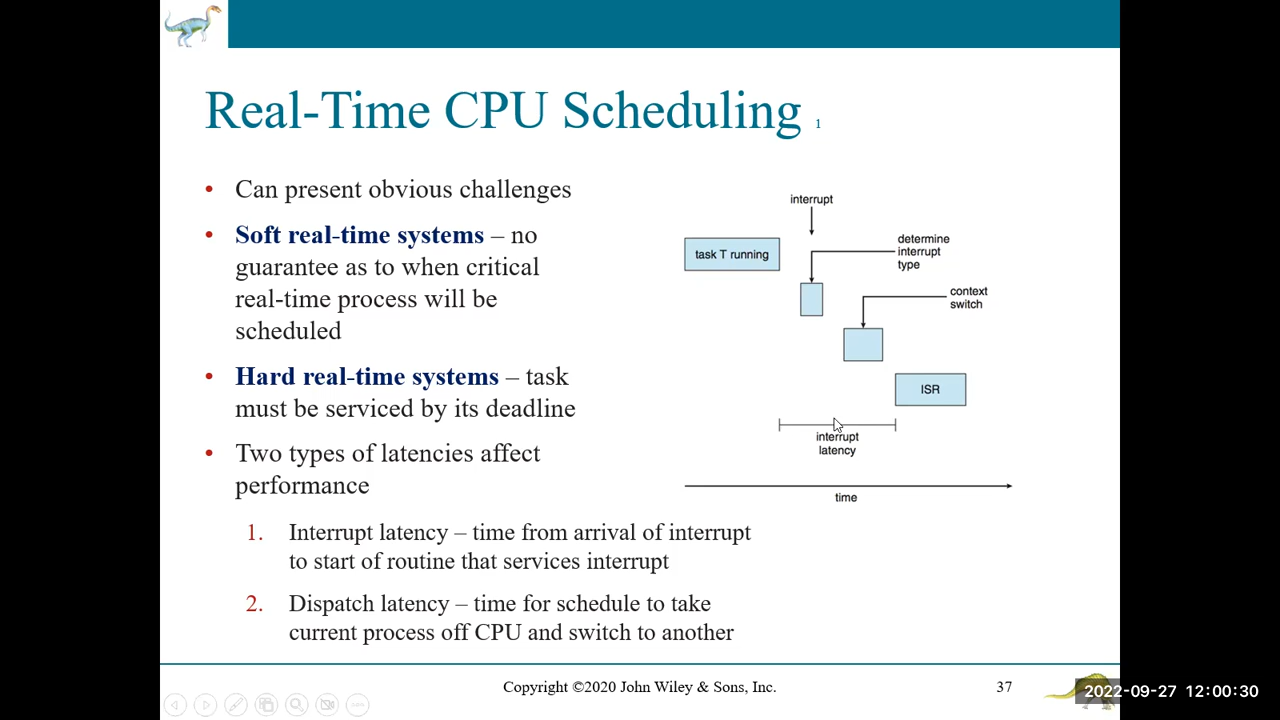 Real-Time CPU Scheduling 1
• Can present obvious challenges
• Soft real-time systems – no
guarantee as to when critical
real-time process will be
scheduled
• Hard real-time systems – task
must be serviced by its deadline
• Two types of latencies affect
performance
1. Interrupt latency – time from arrival of interrupt
to start of routine that services interrupt
2. Dispatch latency – time for schedule to take
current process off CPU and switch to another
interrupt
task T running
determine
interrupt
type
context
switch
ISR
interrupt
latency
time
Copyright ©2020 John Wiley & Sons, Inc.
37
2022-09-27 12:00:30